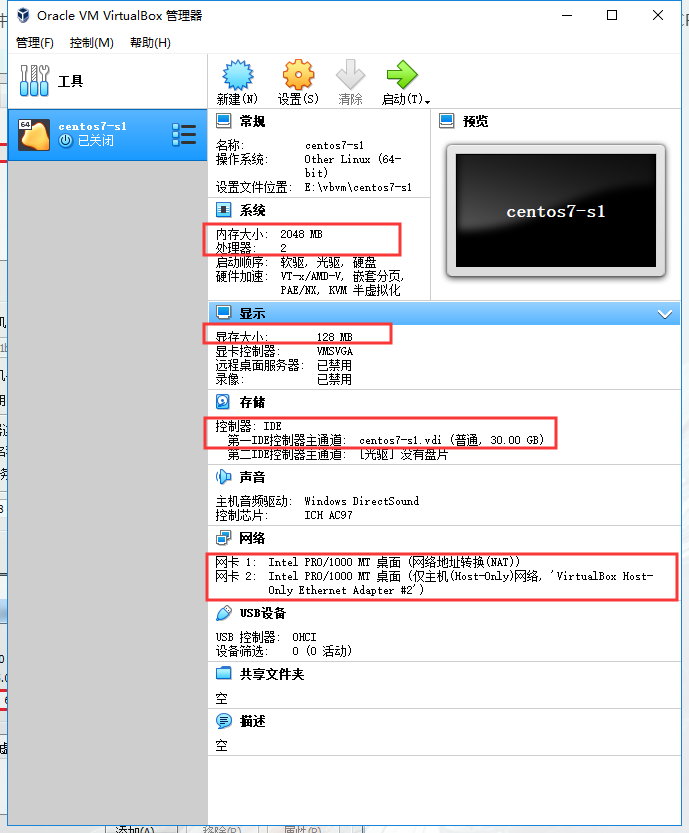 Oracle VM VirtualBox 管理器
管理(F) 控制(M) 帮助(H)
工具
新建(N) 设置(S) 清除 启动(T)
64
centos7-s1
已关闭
常规
名称: centos7-s1
操作系统: Other Linux (64-
bit)
设置文件位置: E:\vbvm\centos7-s1
预览
centos7-s1
系统
内存大小: 2048 MB
处理器: 2
启动顺序: 软驱, 光驱, 硬盘
硬件加速: VT-x/AMD-V, 嵌套分页,
PAE/NX, KVM 半虚拟化
显示
显存大小: 128 MB
显卡控制器: VMSVGA
远程桌面服务器: 已禁用
录像: 已禁用
存储
控制器: IDE
第一IDE控制器主通道: centos7-s1.vdi (普通, 30.00 GB)
第二IDE控制器主通道: [光驱] 没有盘片
声音
主机音频驱动: Windows DirectSound
控制芯片: ICH AC97
网络
网卡 1: Intel PRO/1000 MT 桌面 (网络地址转换(NAT))
网卡 2: Intel PRO/1000 MT 桌面 (仅主机(Host-Only)网络, 'VirtualBox Host-
Only Ethernet Adapter #2')
USB设备
USB 控制器: OHCI
设备筛选: 0 (0 活动)
共享文件夹
空
描述
空
添加(A) 移除(R) 属性(P)